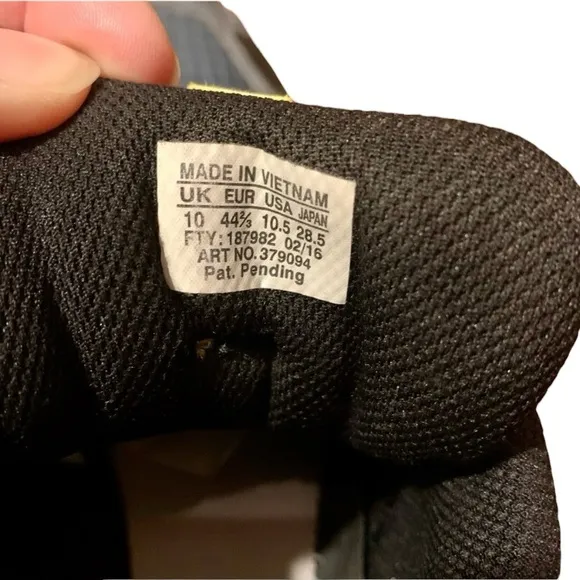 MADE IN VIETNAM
UK EUR USA JAPAN
10 44⅔ 10.5 28.5
FTY: 187982 02/16
ART NO. 379094
Pat. Pending